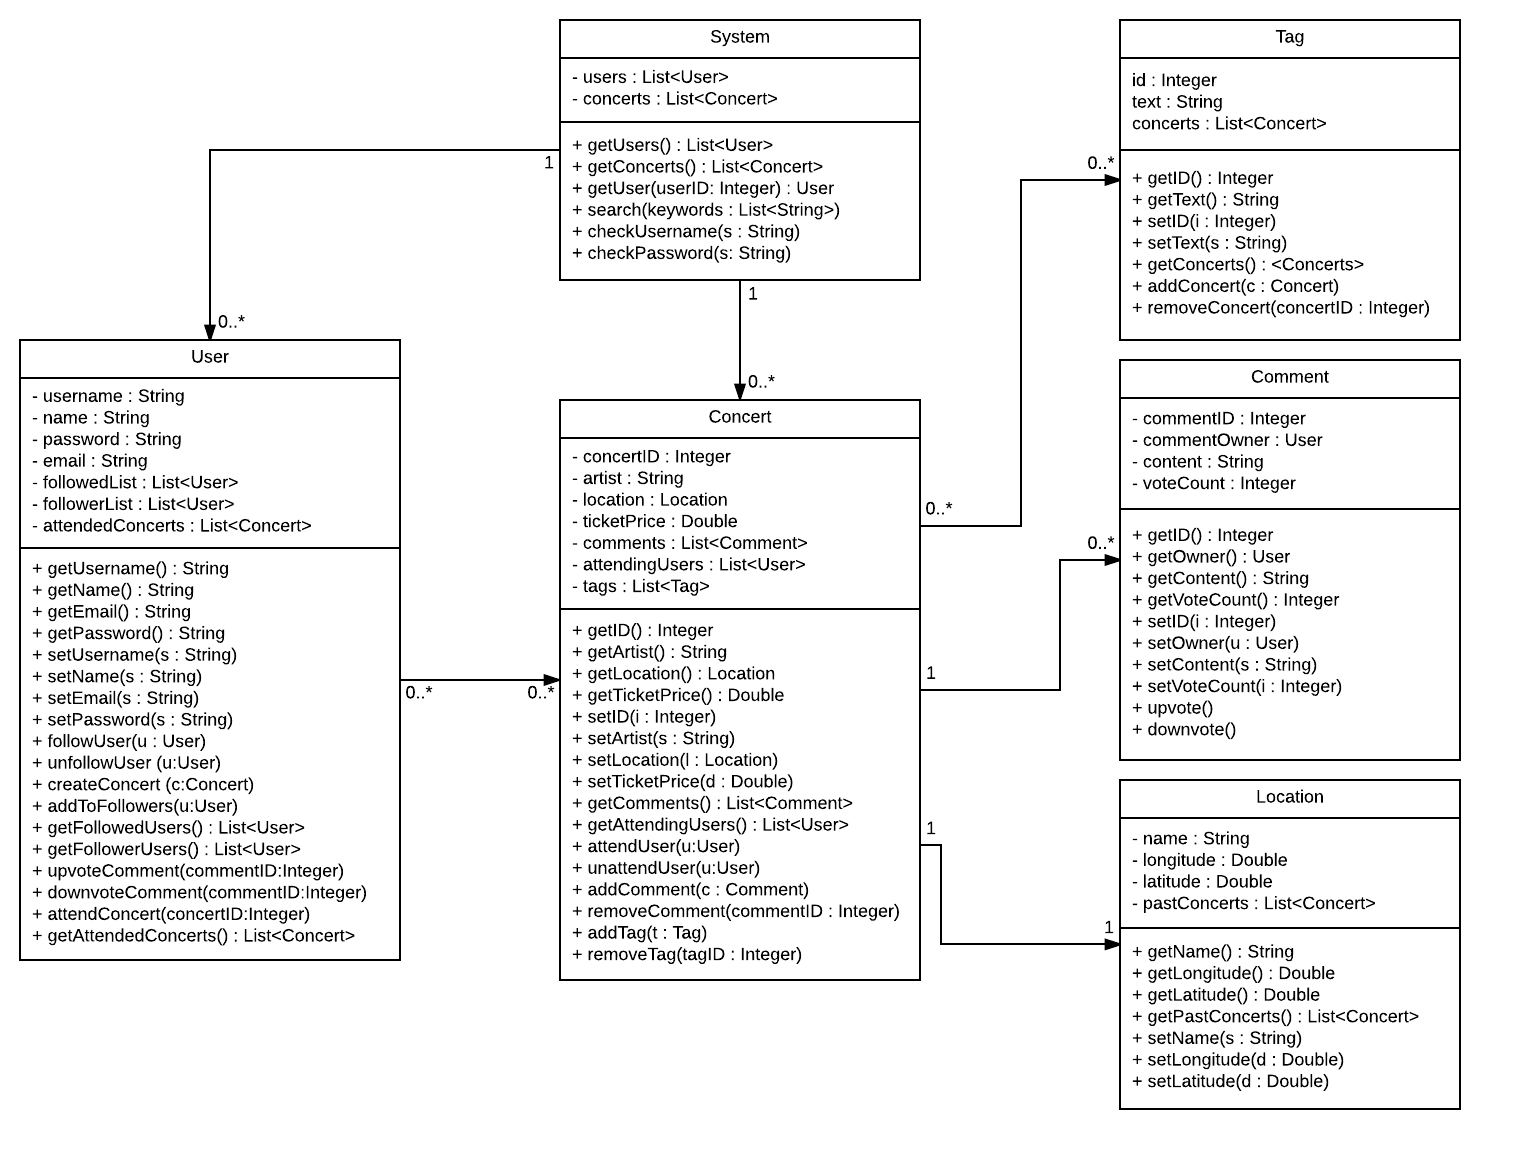 System
- users : List<User>
- concerts : List<Concert>
+ getUsers() : List<User>
+ getConcerts() : List<Concert>
+ getUser(userID: Integer) : User
+ search(keywords : List<String>)
+ checkUsername(s : String)
+ checkPassword(s: String)
1
0..*
1
0..*
User
- username : String
- name : String
- password : String
- email : String
- followedList : List<User>
- followerList : List<User>
- attendedConcerts : List<Concert>
+ getUsername() : String
+ getName() : String
+ getEmail() : String
+ getPassword() : String
+ setUsername(s : String)
+ setName(s : String)
+ setEmail(s : String)
+ setPassword(s : String)
+ followUser(u : User)
+ unfollowUser (u:User)
+ createConcert (c:Concert)
+ addToFollowers(u:User)
+ getFollowedUsers() : List<User>
+ getFollowerUsers() : List<User>
+ upvoteComment(commentID:Integer)
+ downvoteComment(commentID:Integer)
+ attendConcert(concertID:Integer)
+ getAttendedConcerts() : List<Concert>
0..*
0..*
Concert
- concertID : Integer
- artist : String
- location : Location
- ticketPrice : Double
- comments : List<Comment>
- attendingUsers : List<User>
- tags : List<Tag>
+ getID() : Integer
+ getArtist() : String
+ getLocation() : Location
+ getTicketPrice() : Double
+ setID(i : Integer)
+ setArtist(s : String)
+ setLocation(l : Location)
+ setTicketPrice(d : Double)
+ getComments() : List<Comment>
+ getAttendingUsers() : List<User>
+ attendUser(u:User)
+ unattendUser(u:User)
+ addComment(c : Comment)
+ removeComment(commentID : Integer)
+ addTag(t : Tag)
+ removeTag(tagID : Integer)
0..*
0..*
1
0..*
1
1
Tag
id : Integer
text : String
concerts : List<Concert>
+ getID() : Integer
+ getText() : String
+ setID(i : Integer)
+ setText(s : String)
+ getConcerts() : <Concerts>
+ addConcert(c : Concert)
+ removeConcert(concertID : Integer)
Comment
- commentID : Integer
- commentOwner : User
- content : String
- voteCount : Integer
+ getID() : Integer
+ getOwner() : User
+ getContent() : String
+ getVoteCount() : Integer
+ setID(i : Integer)
+ setOwner(u : User)
+ setContent(s : String)
+ setVoteCount(i : Integer)
+ upvote()
+ downvote()
Location
- name : String
- longitude : Double
- latitude : Double
- pastConcerts : List<Concert>
+ getName() : String
+ getLongitude() : Double
+ getLatitude() : Double
+ getPastConcerts() : List<Concert>
+ setName(s : String)
+ setLongitude(d : Double)
+ setLatitude(d : Double)